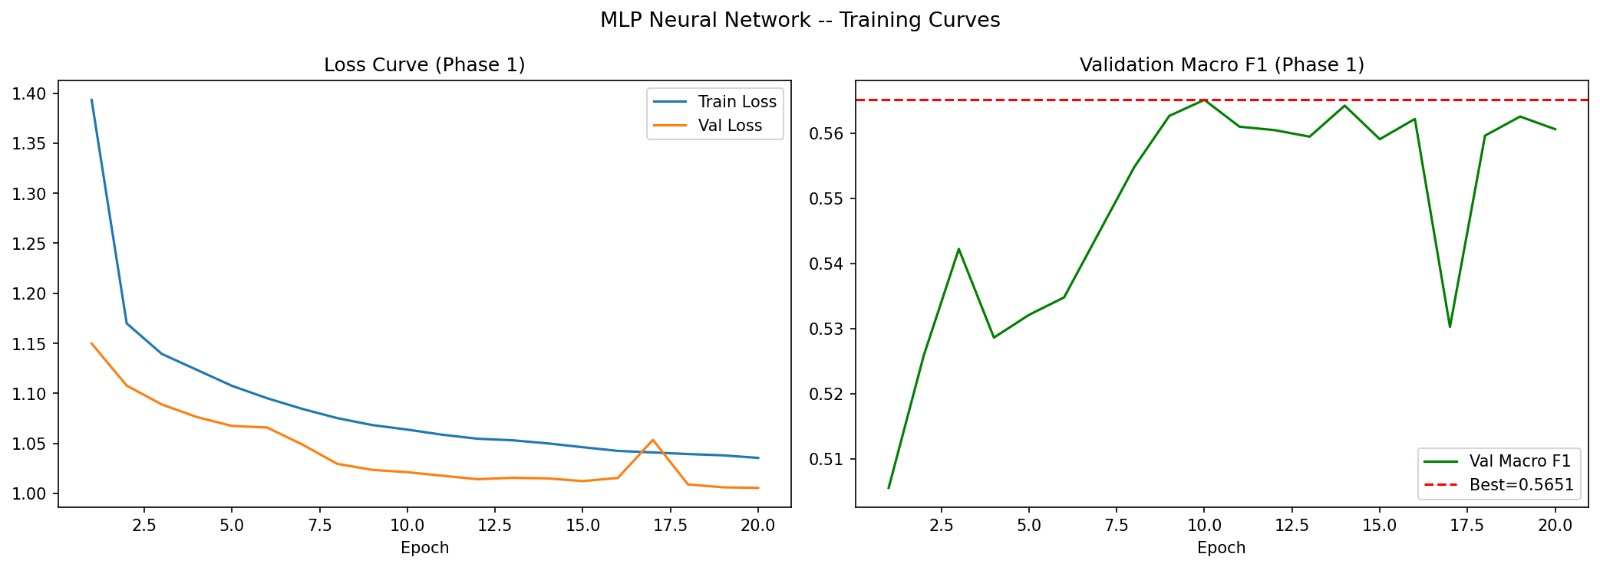 MLP Neural Network -- Training Curves
Loss Curve (Phase 1)
1.40
1.35
1.30
1.25
1.20
1.15
1.10
1.05
1.00
Train Loss
Val Loss
2.5 5.0 7.5 10.0 12.5 15.0 17.5 20.0
Epoch
Validation Macro F1 (Phase 1)
0.56
0.55
0.54
0.53
0.52
0.51
Val Macro F1
Best=0.5651
2.5 5.0 7.5 10.0 12.5 15.0 17.5 20.0
Epoch